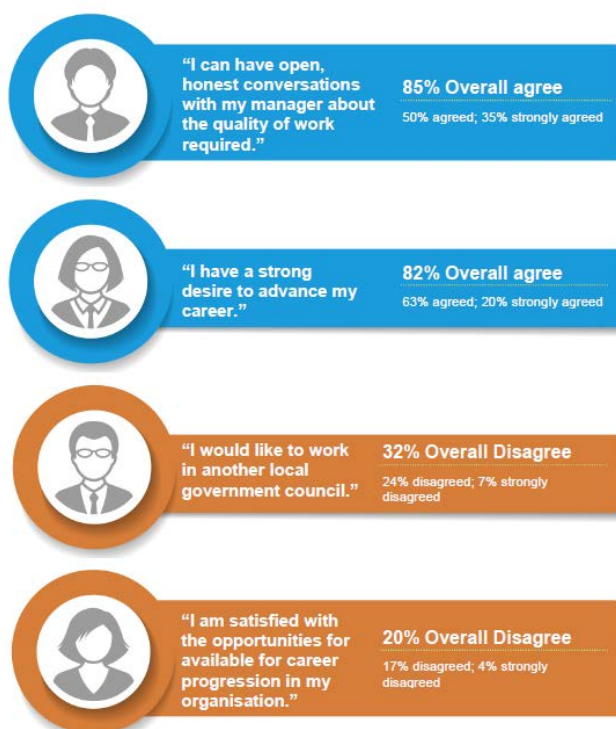 “I can have open,
honest conversations
with my manager about
the quality of work
required.”
85% Overall agree
50% agreed; 35% strongly agreed
“I have a strong
desire to advance my
career.”
82% Overall agree
63% agreed; 20% strongly agreed
“I would like to work
in another local
government council.”
32% Overall Disagree
24% disagreed; 7% strongly
disagreed
“I am satisfied with
the opportunities for
available for career
progression in my
organisation.”
20% Overall Disagree
17% disagreed; 4% strongly
disagreed